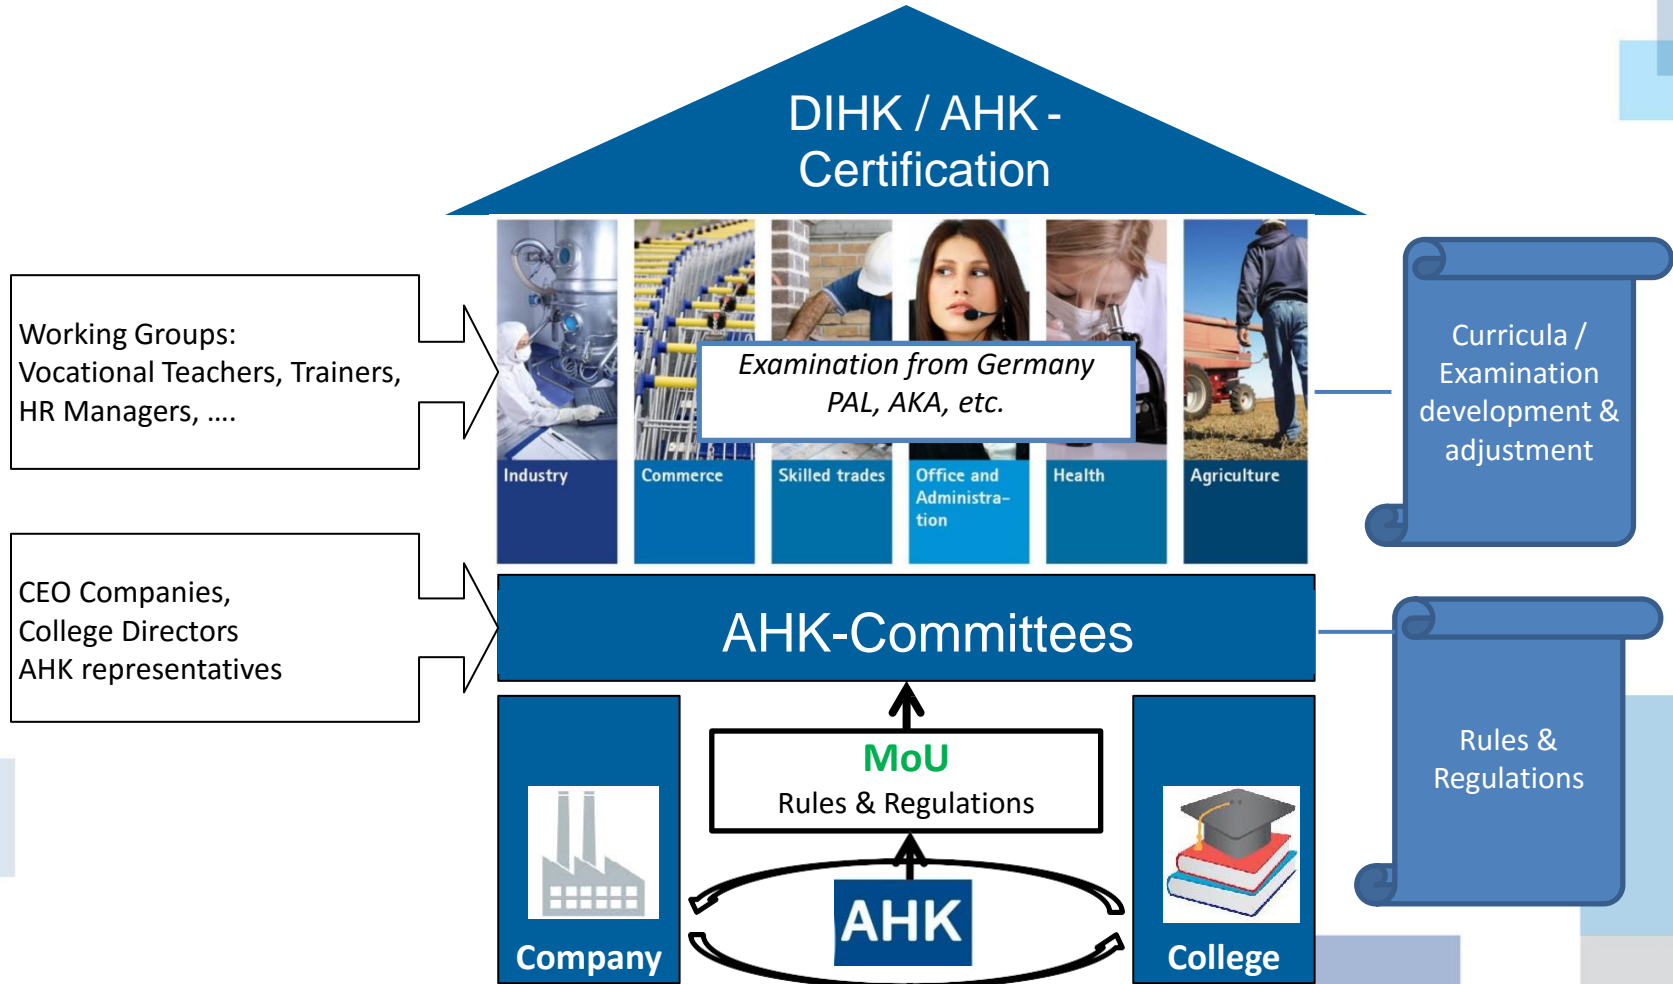 DIHK / AHK -
Certification
Working Groups:
Vocational Teachers, Trainers,
HR Managers, ....
Examination from Germany
PAL, AKA, etc.
Industry
Commerce
Skilled trades
Office and
Administra-
tion
Health
Agriculture
Curricula /
Examination
development &
adjustment
CEO Companies,
College Directors
AHK representatives
AHK-Committees
Rules &
Regulations
MoU
Rules & Regulations
AHK
Company
College